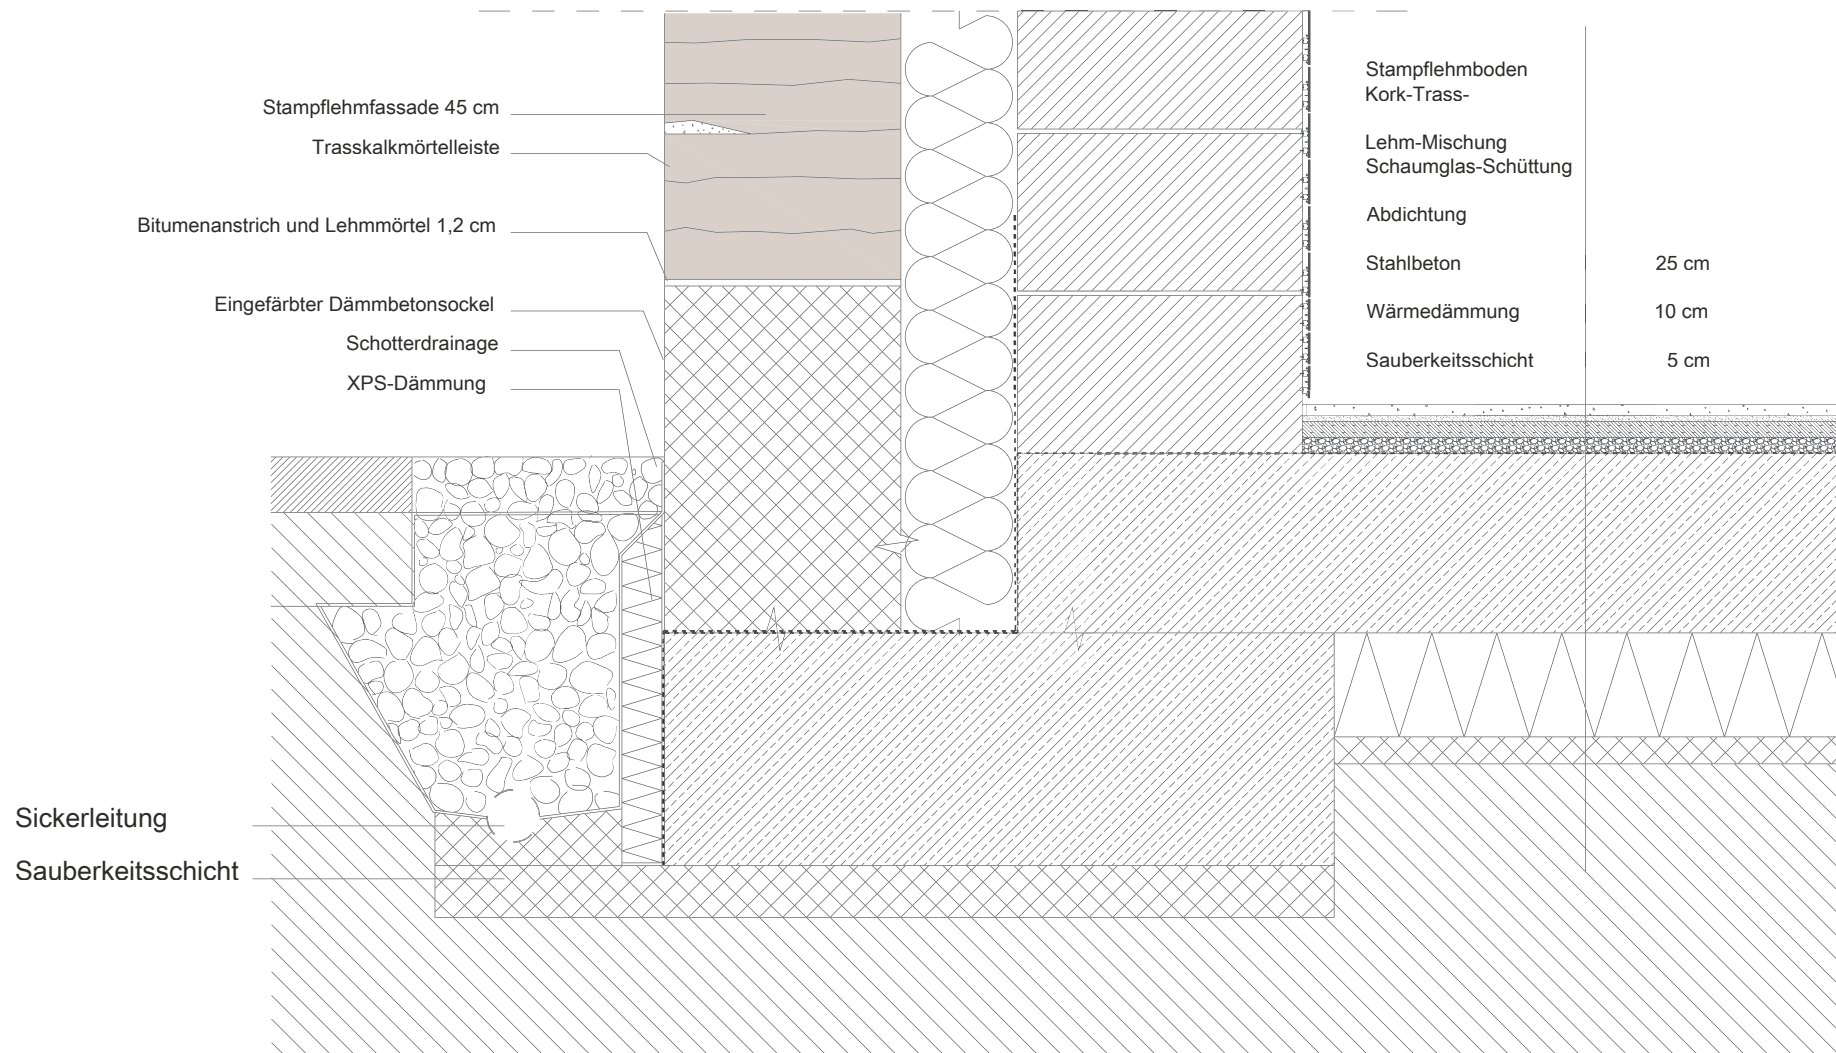 Stampflehmfassade 45 cm
Trasskalkmörtelleiste
Bitumenanstrich und Lehmmörtel 1,2 cm
Eingefärbter Dämmbetonsockel
Schotterdrainage
XPS-Dämmung
Sickerleitung
Sauberkeitsschicht
Stampflehmboden
Kork-Trass-
Lehm-Mischung
Schaumglas-Schüttung
Abdichtung
Stahlbeton 25 cm
Wärmedämmung 10 cm
Sauberkeitsschicht 5 cm